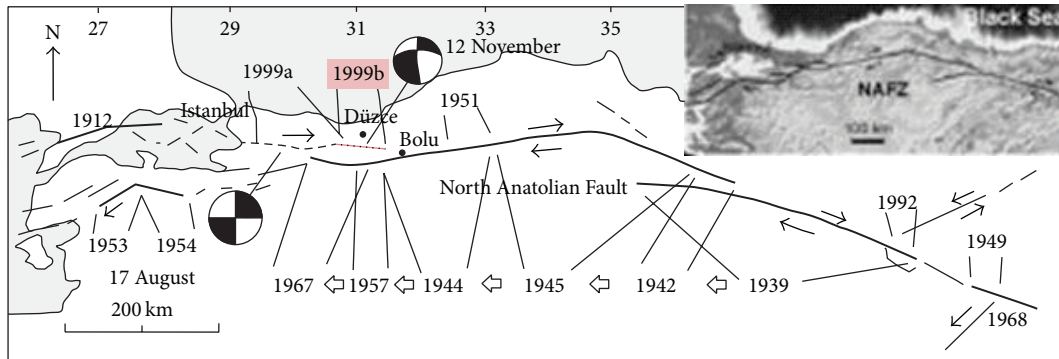 27
29
31
33
35
N
12 November
Black Sea
1999a
1999b
1951
NAFZ
Istanbul
Düzce
1912
Bolu
100 km
North Anatolian Fault
1992
1953
1954
1949
17 August
1967
1957
1944
1945
1942
1939
200 km
1968